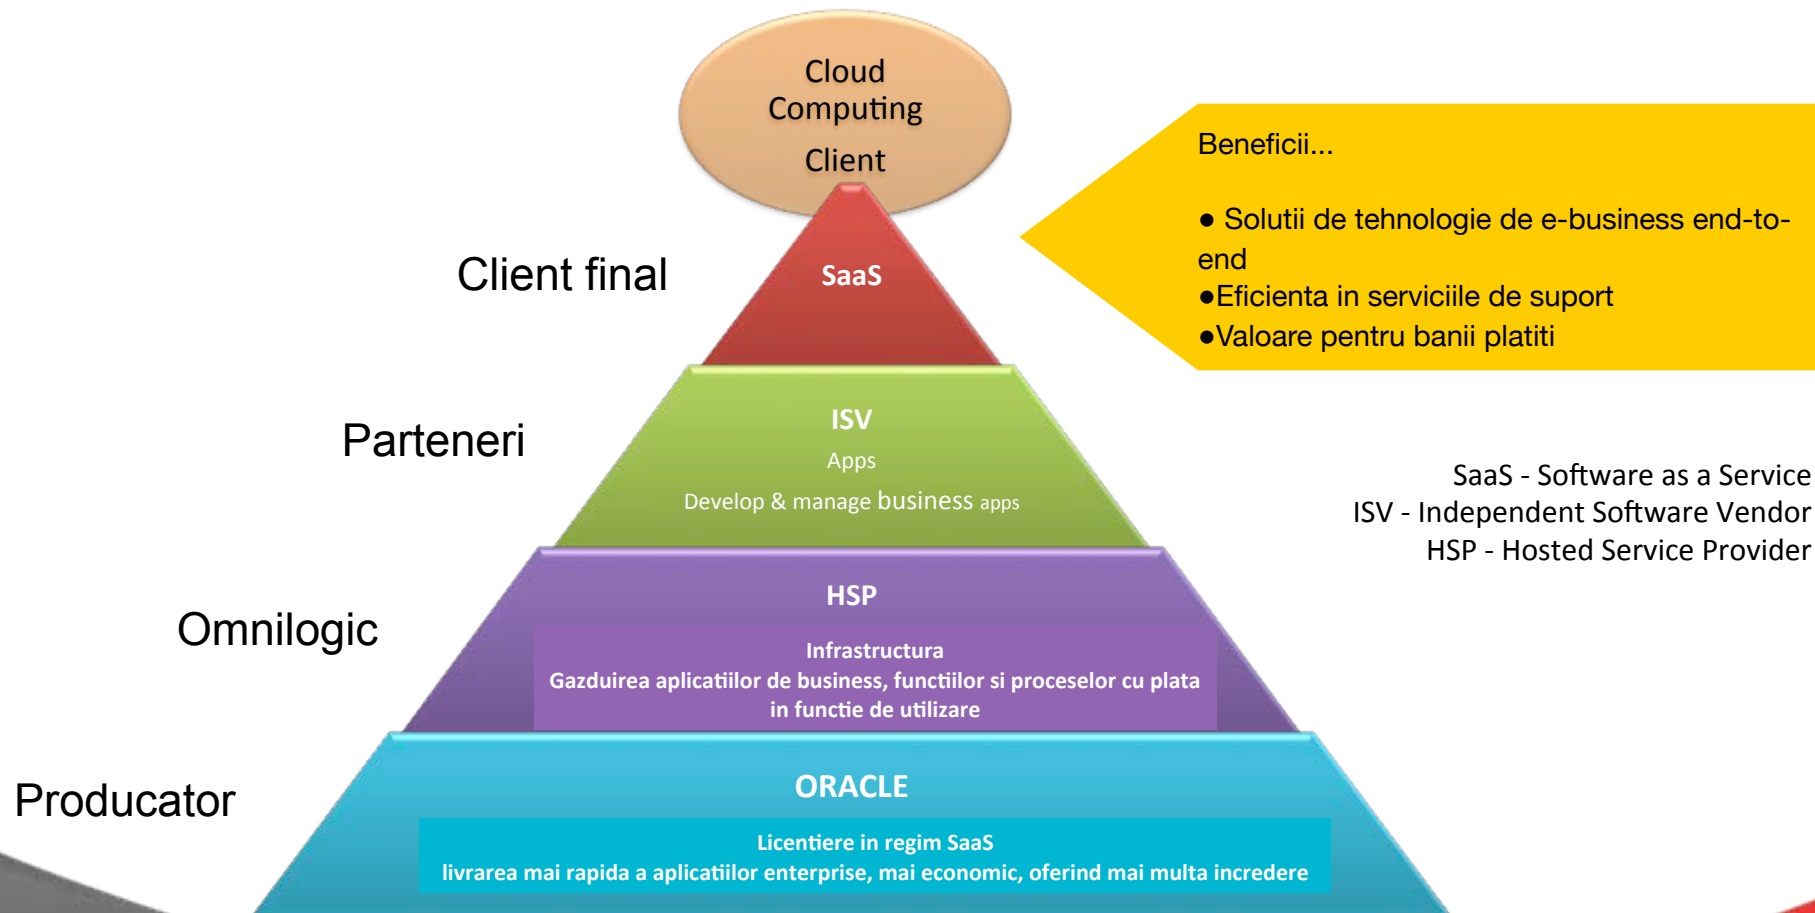 Cloud
Computing
Client
Beneficii...
● Solutii de tehnologie de e-business end-to-
end
●Eficienta in serviciile de suport
●Valoare pentru banii platiti
Client final
SaaS
Parteneri
ISV
Apps
Develop & manage business apps
SaaS - Software as a Service
ISV - Independent Software Vendor
HSP - Hosted Service Provider
Omnilogic
HSP
Infrastructura
Gazduirea aplicatiilor de business, functiilor si proceselor cu plata
in functie de utilizare
Producator
ORACLE
Licentiere in regim SaaS
livrarea mai rapida a aplicatiilor enterprise, mai economic, oferind mai multa incredere